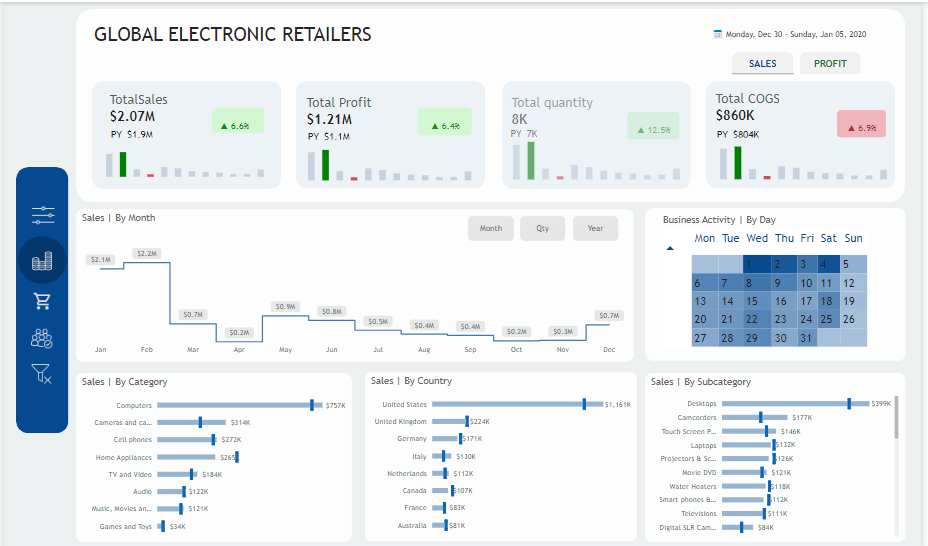 GLOBAL ELECTRONIC RETAILERS
Monday, Dec 30 - Sunday, Jan 05, 2020
SALES PROFIT
TotalSales
$2.07M
PY $1.9M
▲ 6.6%
Total Profit
$1.21M
PY $1.1M
▲ 6.4%
Total quantity
8K
PY 7K
▲ 12.5%
Total COGS
$860K
PY $804K
▲ 6.9%
Sales | By Month
Month Qty Year
$2.1M $2.2M $0.7M $0.2M $0.9M $0.8M $0.5M $0.4M $0.4M $0.2M $0.3M $0.7M
Jan Feb Mar Apr May Jun Jul Aug Sep Oct Nov Dec
Business Activity | By Day
Mon Tue Wed Thu Fri Sat Sun
1 2 3 4 5
6 7 8 9 10 11 12
13 14 15 16 17 18 19
20 21 22 23 24 25 26
27 28 29 30 31
Sales | By Category
Computers $757K
Cameras and ca... $314K
Cell phones $272K
Home Appliances $265
TV and Video $184K
Audio $122K
Music, Movies an... $121K
Games and Toys $34K
Sales | By Country
United States $1,161K
United Kingdom $224K
Germany $171K
Italy $130K
Netherlands $112K
Canada $107K
France $83K
Australia $81K
Sales | By Subcategory
Desktops $399K
Camcorders $177K
Touch Screen P... $146K
Laptops $132K
Projectors & Sc... $126K
Movie DVD $121K
Water Heaters $118K
Smart phones &... $112K
Televisions $111K
Digital SLR Cam... $84K